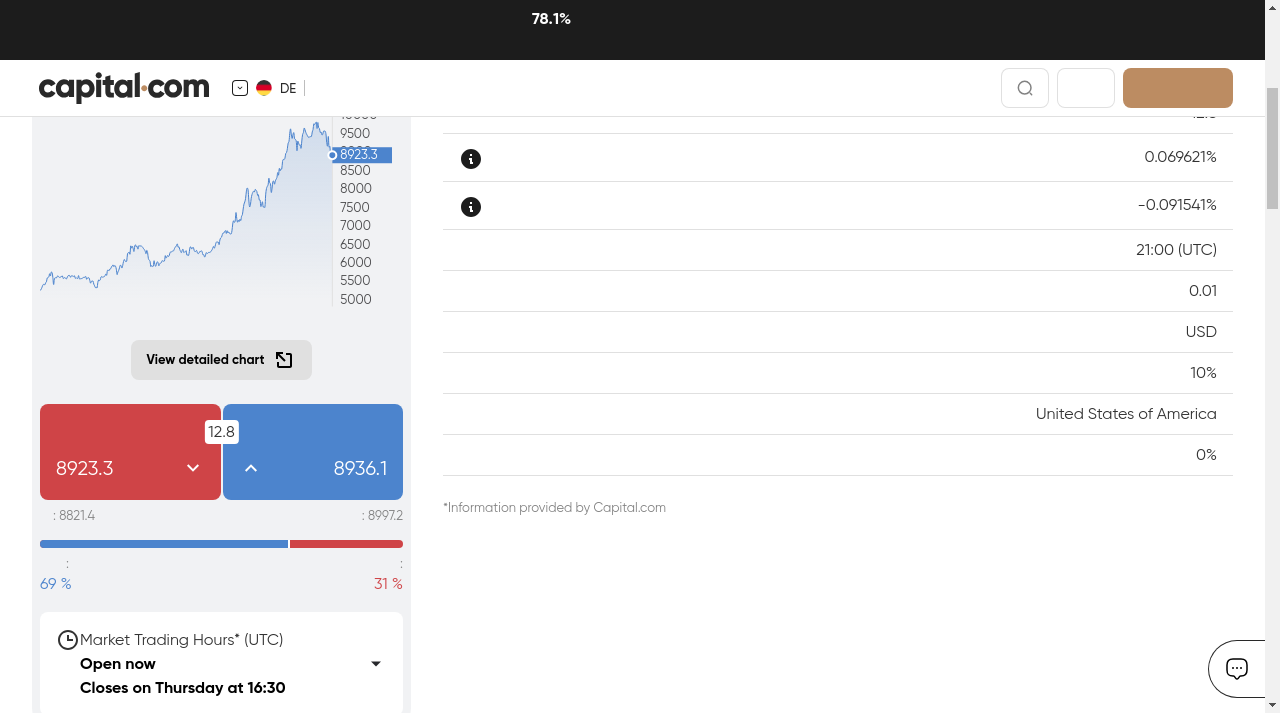 78.1%
capital.com
DE
9500
8923.3
8500
8000
7500
7000
6500
6000
5500
5000
View detailed chart
12.8
8923.3
8936.1
: 8821.4
: 8997.2
:
:
69 %
31 %
Market Trading Hours* (UTC)
Open now
Closes on Thursday at 16:30
0.069621%
-0.091541%
21:00 (UTC)
0.01
USD
10%
United States of America
0%
*Information provided by Capital.com